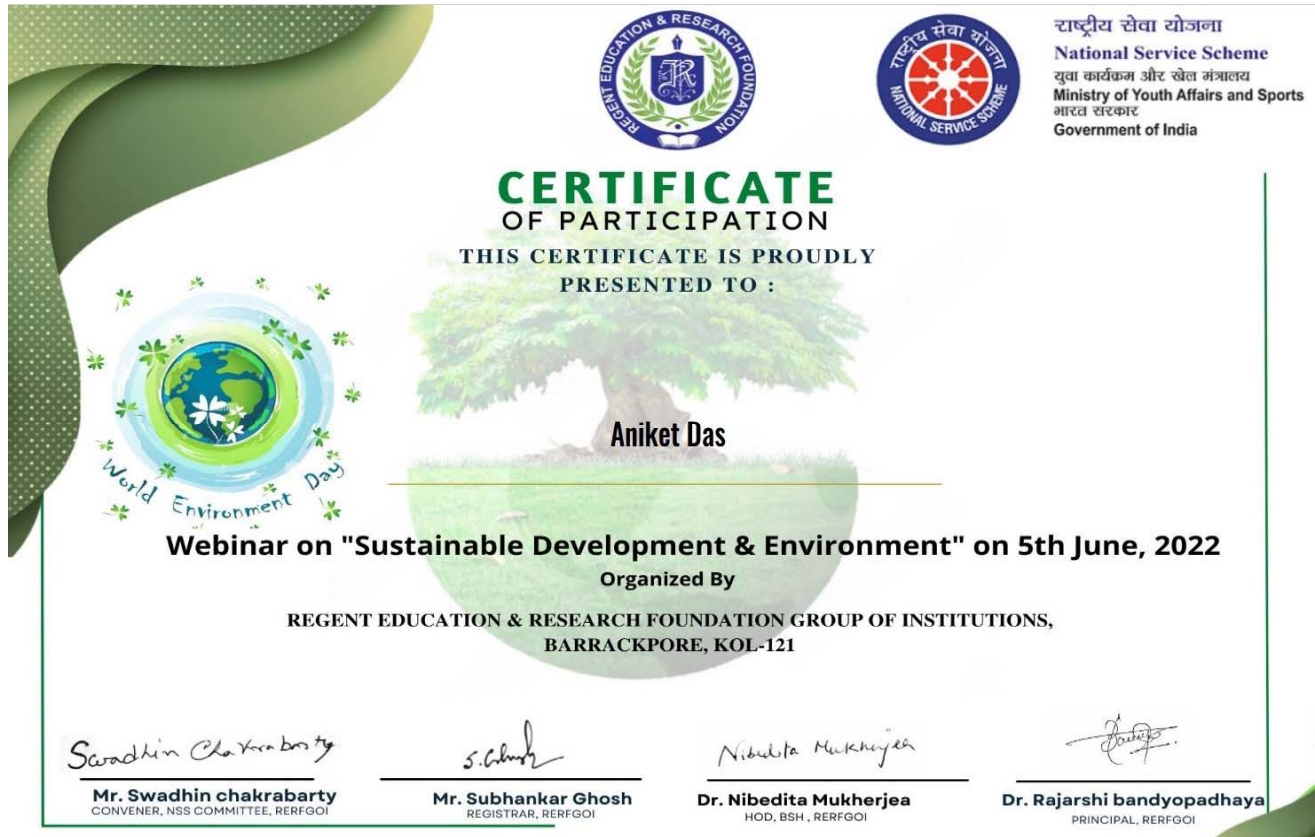 REGENT EDUCATION & RESEARCH FOUNDATION
राष्ट्रीय सेवा योजना
NATIONAL SERVICE SCHEME
राष्ट्रीय सेवा योजना
National Service Scheme
युवा कार्यक्रम और खेल मंत्रालय
Ministry of Youth Affairs and Sports
भारत सरकार
Government of India
CERTIFICATE
OF PARTICIPATION
THIS CERTIFICATE IS PROUDLY
PRESENTED TO :
World Environment Day
Aniket Das
Webinar on "Sustainable Development & Environment" on 5th June, 2022
Organized By
REGENT EDUCATION & RESEARCH FOUNDATION GROUP OF INSTITUTIONS,
BARRACKPORE, KOL-121
Swadhin Chakraborty
S. Ghosh
Nibedita Mukherjea
Mr. Swadhin chakrabarty
CONVENER, NSS COMMITTEE, RERFGOI
Mr. Subhankar Ghosh
REGISTRAR, RERFGOI
Dr. Nibedita Mukherjea
HOD, BSH , RERFGOI
Dr. Rajarshi bandyopadhaya
PRINCIPAL, RERFGOI